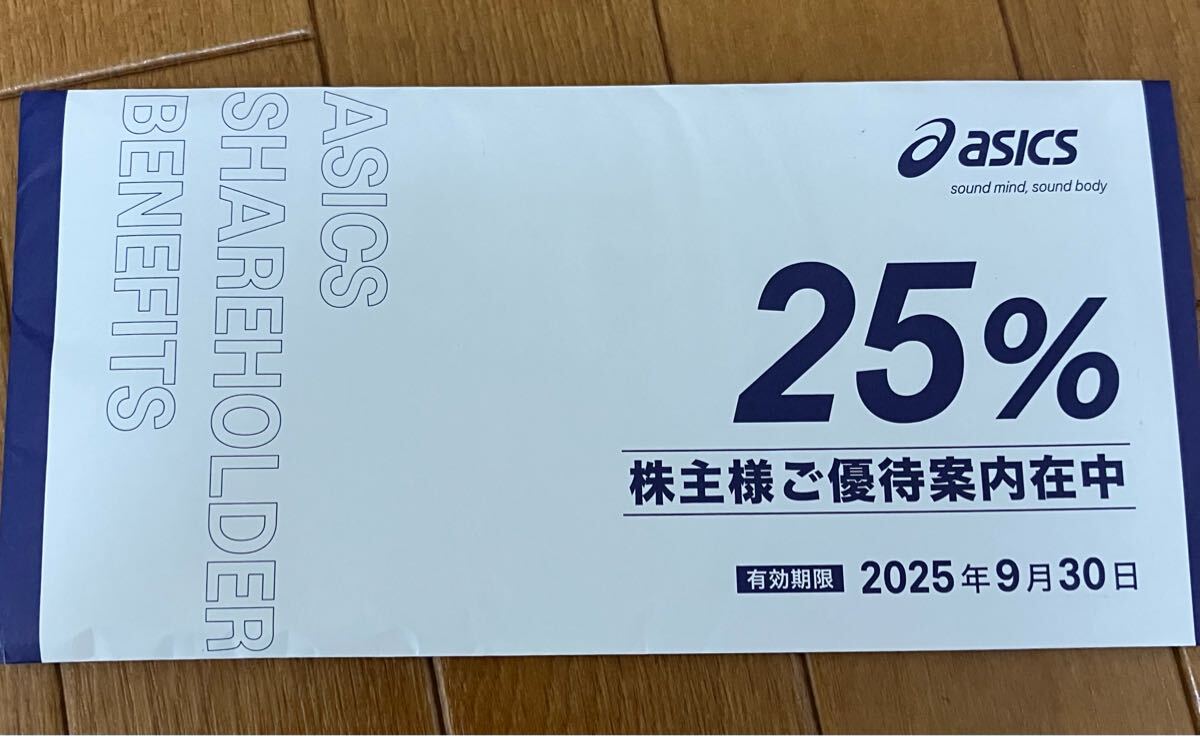 ASICS
SHAREHOLDER
BENEFITS
asics
sound mind, sound body
25%
株主様ご優待案内在中
有効期限 2025年9月30日